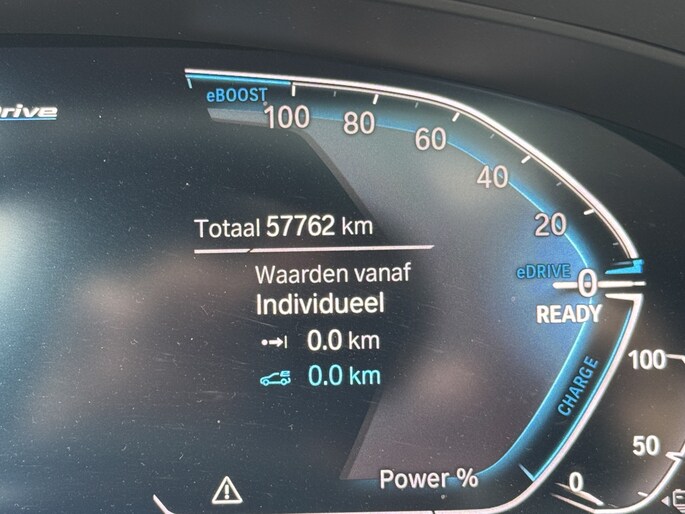 eBOOST
100
80
60
40
20
Totaal 57762 km
eDRIVE
0
Waarden vanaf
Individueel
READY
0.0 km
0.0 km
100
CHARGE
50
Power %
0